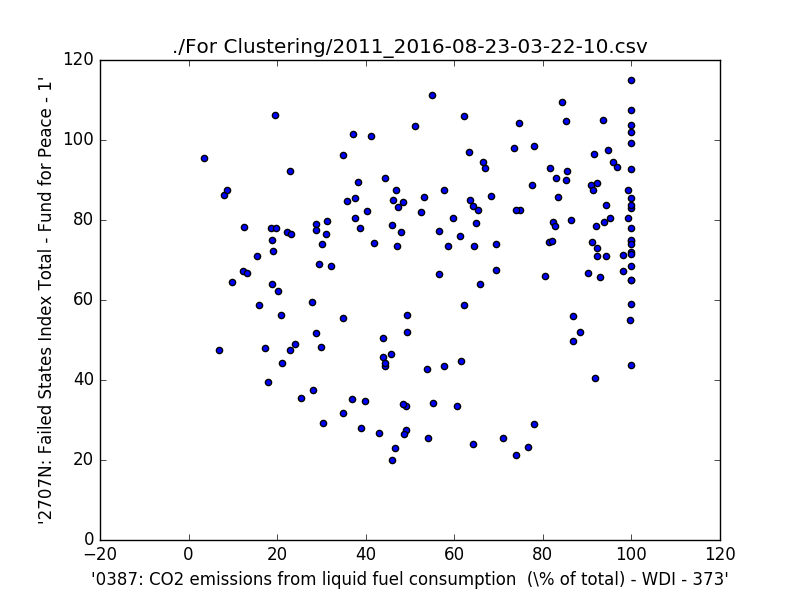 ./For Clustering/2011_2016-08-23-03-22-10.csv
120
100
80
60
40
20
0
'2707N: Failed States Index Total - Fund for Peace - 1'
−20 0 20 40 60 80 100 120
'0387: CO2 emissions from liquid fuel consumption  (\% of total) - WDI - 373'